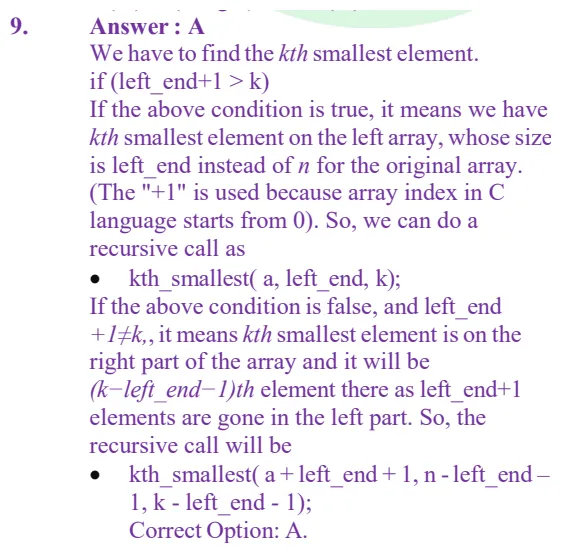 9. Answer : A
We have to find the kth smallest element.
if (left_end+1 > k)
If the above condition is true, it means we have
kth smallest element on the left array, whose size
is left_end instead of n for the original array.
(The "+1" is used because array index in C
language starts from 0). So, we can do a
recursive call as
• kth_smallest( a, left_end, k);
If the above condition is false, and left_end
+1≠k,, it means kth smallest element is on the
right part of the array and it will be
(k−left_end−1)th element there as left_end+1
elements are gone in the left part. So, the
recursive call will be
• kth_smallest( a + left_end + 1, n - left_end –
1, k - left_end - 1);
Correct Option: A.